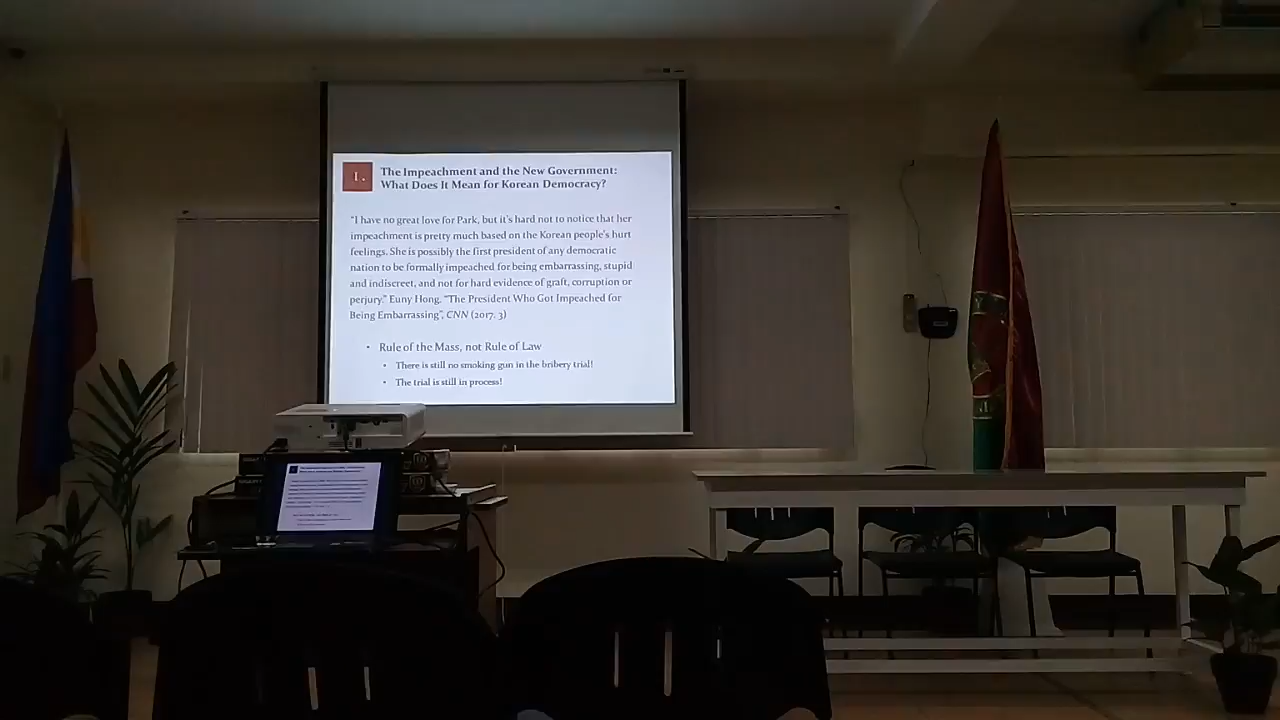 1.
The Impeachment and the New Government:
What Does It Mean for Korean Democracy?
"I have no great love for Park, but it's hard not to notice that her
impeachment is pretty much based on the Korean people's hurt
feelings. She is possibly the first president of any democratic
nation to be formally impeached for being embarrassing, stupid
and indiscreet, and not for hard evidence of graft, corruption or
perjury." Euny Hong. "The President Who Got Impeached for
Being Embarrassing", CNN (2017. 3)
• Rule of the Mass, not Rule of Law
• There is still no smoking gun in the bribery trial!
• The trial is still in process!